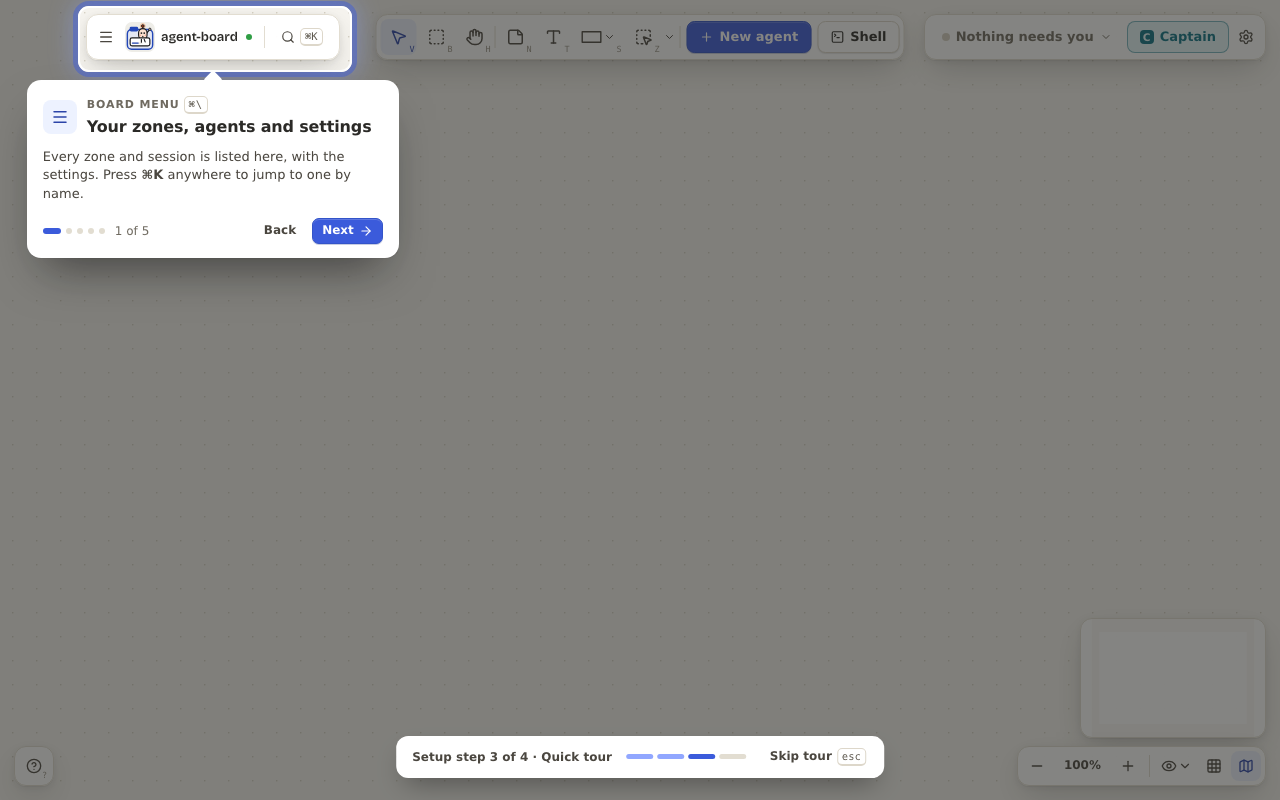 agent-board
⌘K
V
B
H
N
T
S
Z
New agent
Shell
Nothing needs you
C Captain
BOARD MENU ⌘\
Your zones, agents and settings
Every zone and session is listed here, with the
settings. Press ⌘K anywhere to jump to one by
name.
1 of 5
Back
Next
Setup step 3 of 4 · Quick tour
Skip tour esc
?
100%